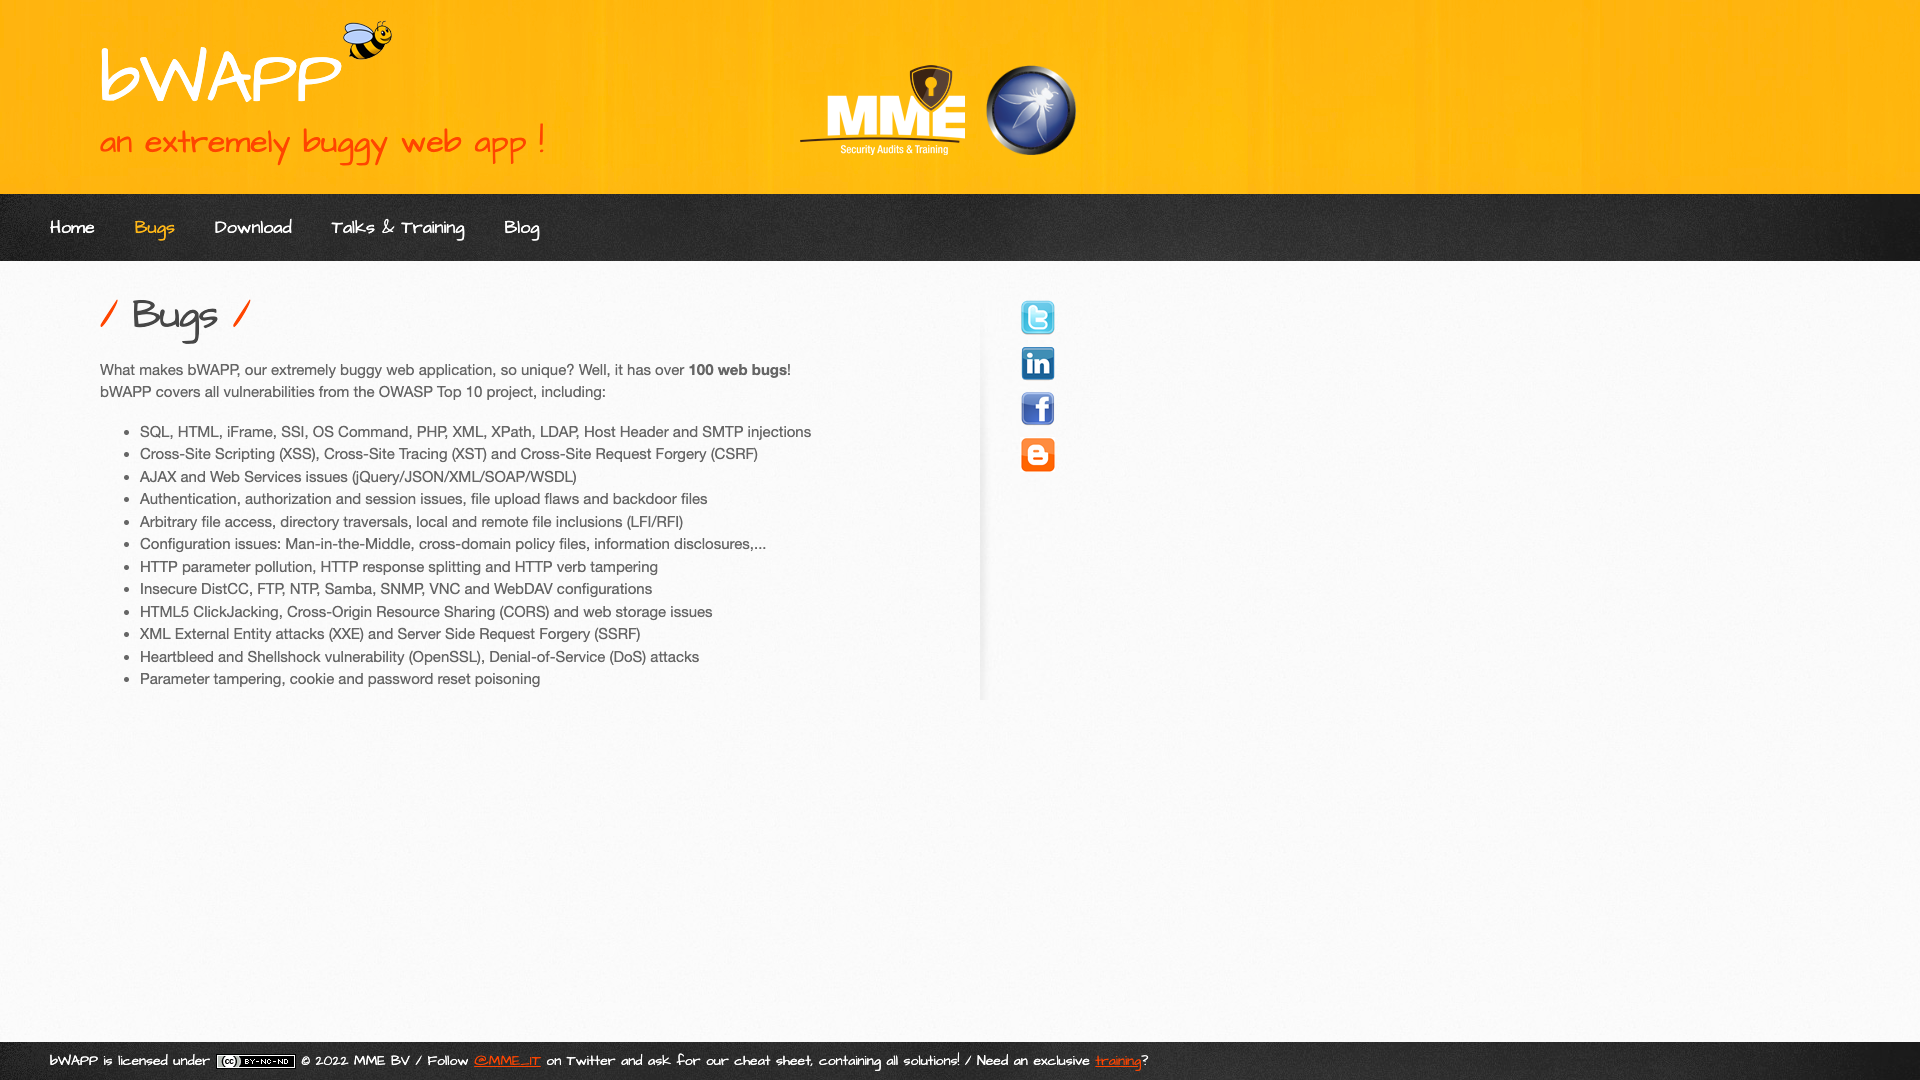 bWAPP
an extremely buggy web app !
MME
Security Audits & Training
Home Bugs Download Talks & Training Blog
/ Bugs /
What makes bWAPP, our extremely buggy web application, so unique? Well, it has over 100 web bugs!
bWAPP covers all vulnerabilities from the OWASP Top 10 project, including:
• SQL, HTML, iFrame, SSI, OS Command, PHP, XML, XPath, LDAP, Host Header and SMTP injections
• Cross-Site Scripting (XSS), Cross-Site Tracing (XST) and Cross-Site Request Forgery (CSRF)
• AJAX and Web Services issues (jQuery/JSON/XML/SOAP/WSDL)
• Authentication, authorization and session issues, file upload flaws and backdoor files
• Arbitrary file access, directory traversals, local and remote file inclusions (LFI/RFI)
• Configuration issues: Man-in-the-Middle, cross-domain policy files, information disclosures,...
• HTTP parameter pollution, HTTP response splitting and HTTP verb tampering
• Insecure DistCC, FTP, NTP, Samba, SNMP, VNC and WebDAV configurations
• HTML5 ClickJacking, Cross-Origin Resource Sharing (CORS) and web storage issues
• XML External Entity attacks (XXE) and Server Side Request Forgery (SSRF)
• Heartbleed and Shellshock vulnerability (OpenSSL), Denial-of-Service (DoS) attacks
• Parameter tampering, cookie and password reset poisoning
bWAPP is licensed under (cc) BY-NC-ND © 2022 MME BV / Follow @MME_IT on Twitter and ask for our cheat sheet, containing all solutions! / Need an exclusive training?